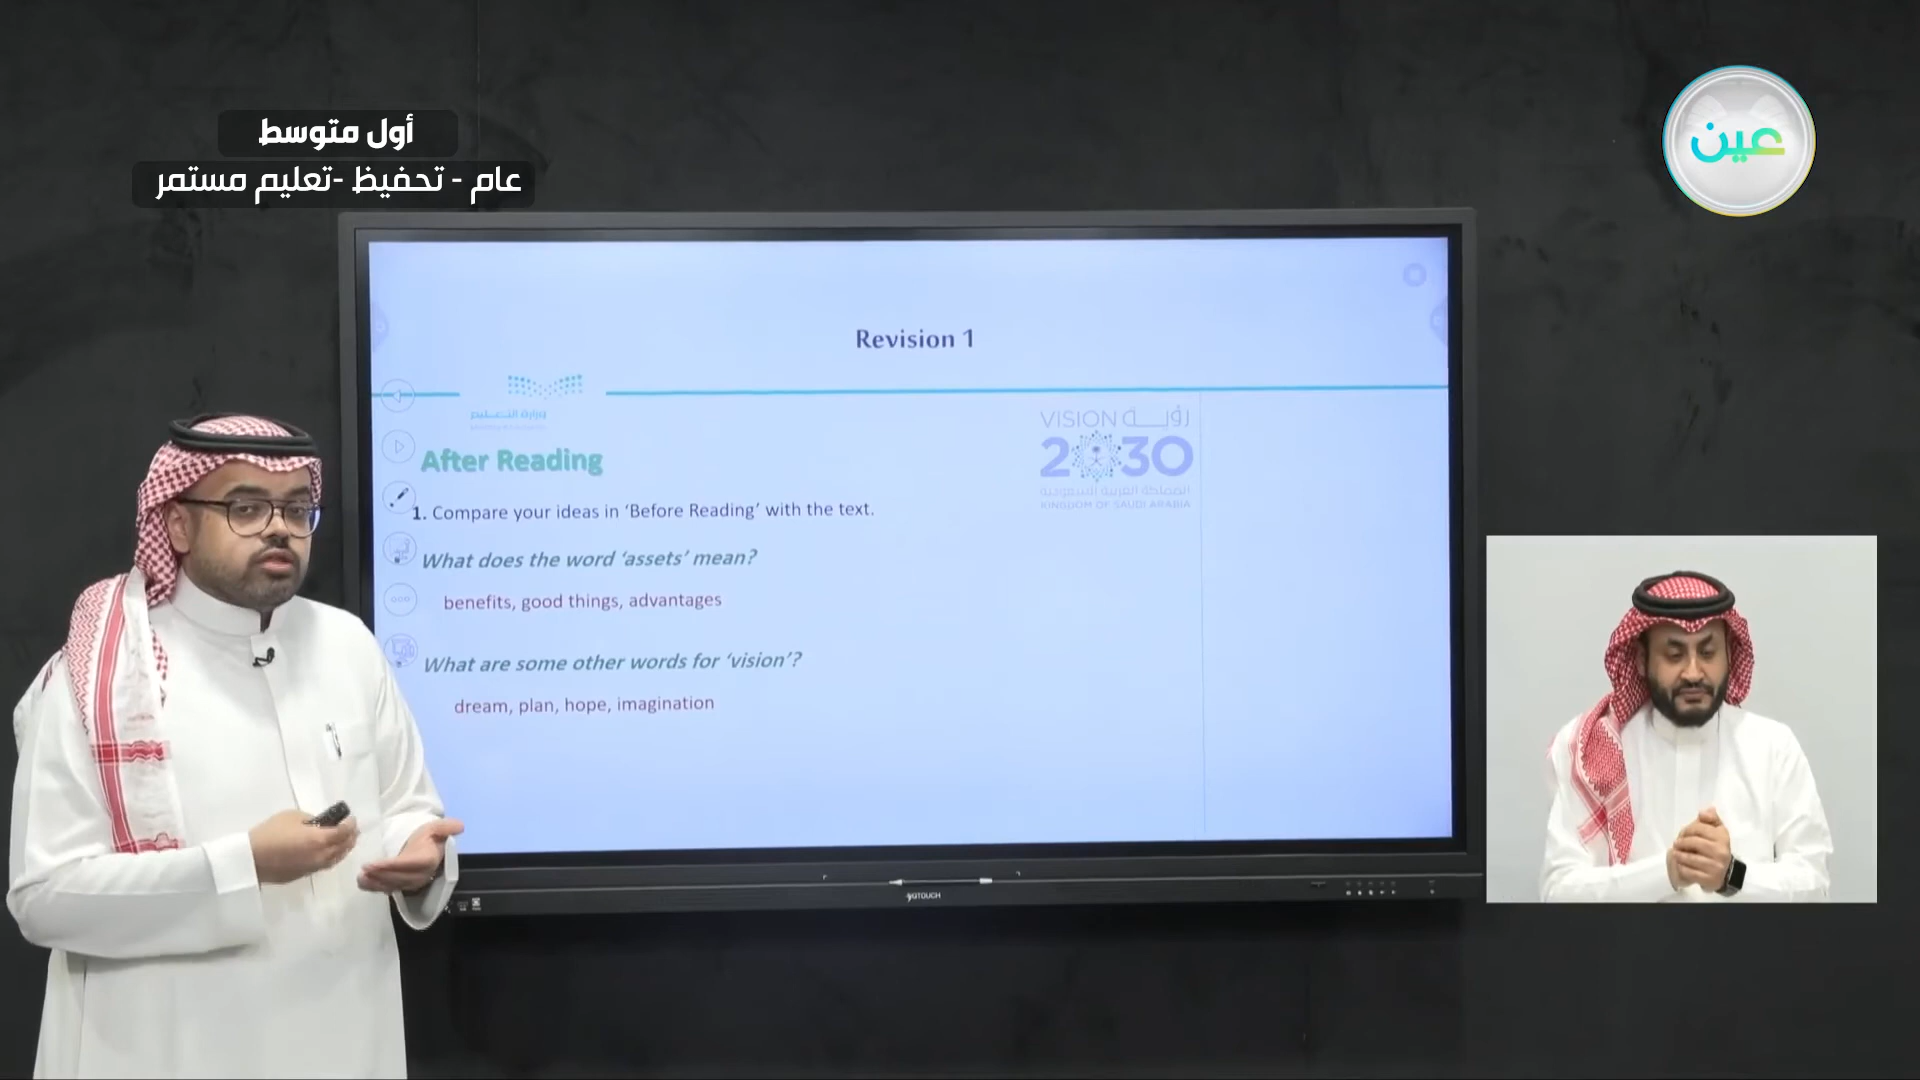 أول متوسط
عام - تحفيظ -تعليم مستمر
عين
Revision 1
وزارة التعليم
VISION رؤيـــة
2030
المملكة العربية السعودية
KINGDOM OF SAUDI ARABIA
After Reading
1. Compare your ideas in ‘Before Reading’ with the text.
What does the word ‘assets’ mean?
benefits, good things, advantages
What are some other words for ‘vision’?
dream, plan, hope, imagination